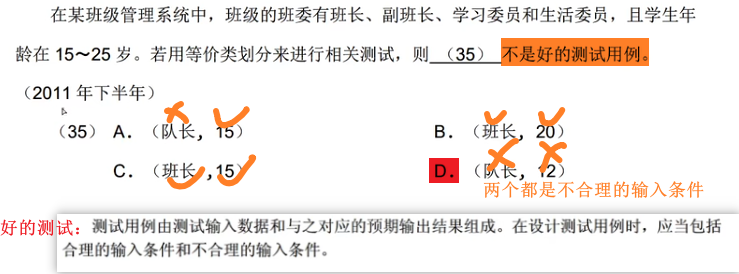 在某班级管理系统中，班级的班委有班长、副班长、学习委员和生活委员，且学生年
龄在 15～25 岁。若用等价类划分来进行相关测试，则 （35） 不是好的测试用例。
（2011 年下半年）
（35）A．（队长，15） B．（班长，20）
C．（班长，15） D．（队长，12）
两个都是不合理的输入条件
好的测试：测试用例由测试输入数据和与之对应的预期输出结果组成。在设计测试用例时，应当包括
合理的输入条件和不合理的输入条件。